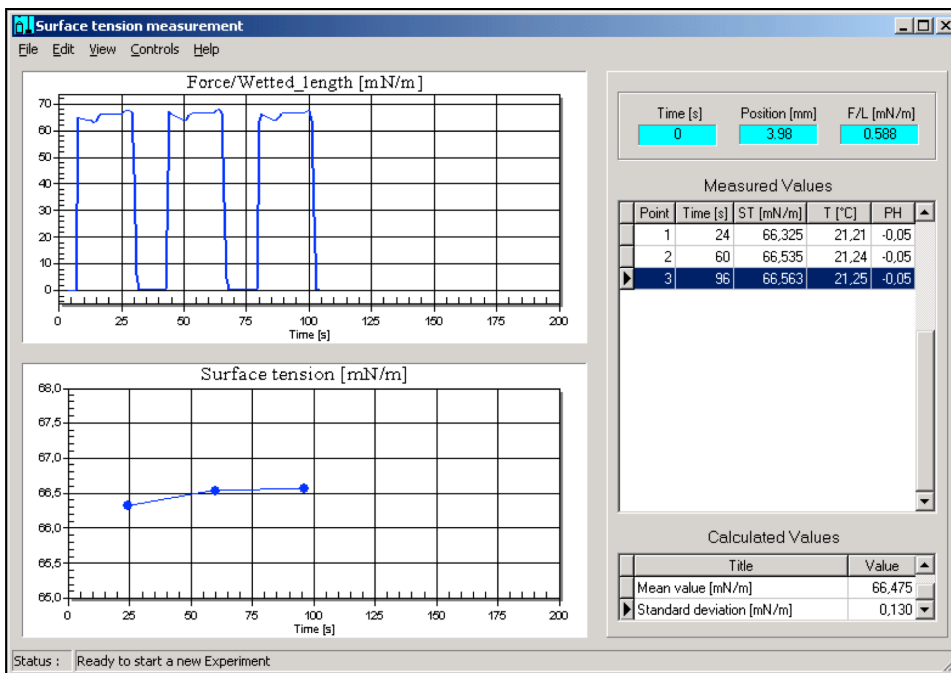 Surface tension measurement
File Edit View Controls Help
Force/Wetted_length [mN/m]
70
60
50
40
30
20
10
0
0 25 50 75 100 125 150 175 200
Time [s]
Surface tension [mN/m]
68,0
67,5
67,0
66,5
66,0
65,5
65,0
0 25 50 75 100 125 150 175 200
Time [s]
Time [s] Position [mm] F/L [mN/m]
0 3.98 0.588
Measured Values
Point Time [s] ST [mN/m] T [°C] PH
1 24 66,325 21,21 -0,05
2 60 66,535 21,24 -0,05
3 96 66,563 21,25 -0,05
Calculated Values
Title Value
Mean value [mN/m] 66,475
Standard deviation [mN/m] 0,130
Status : Ready to start a new Experiment